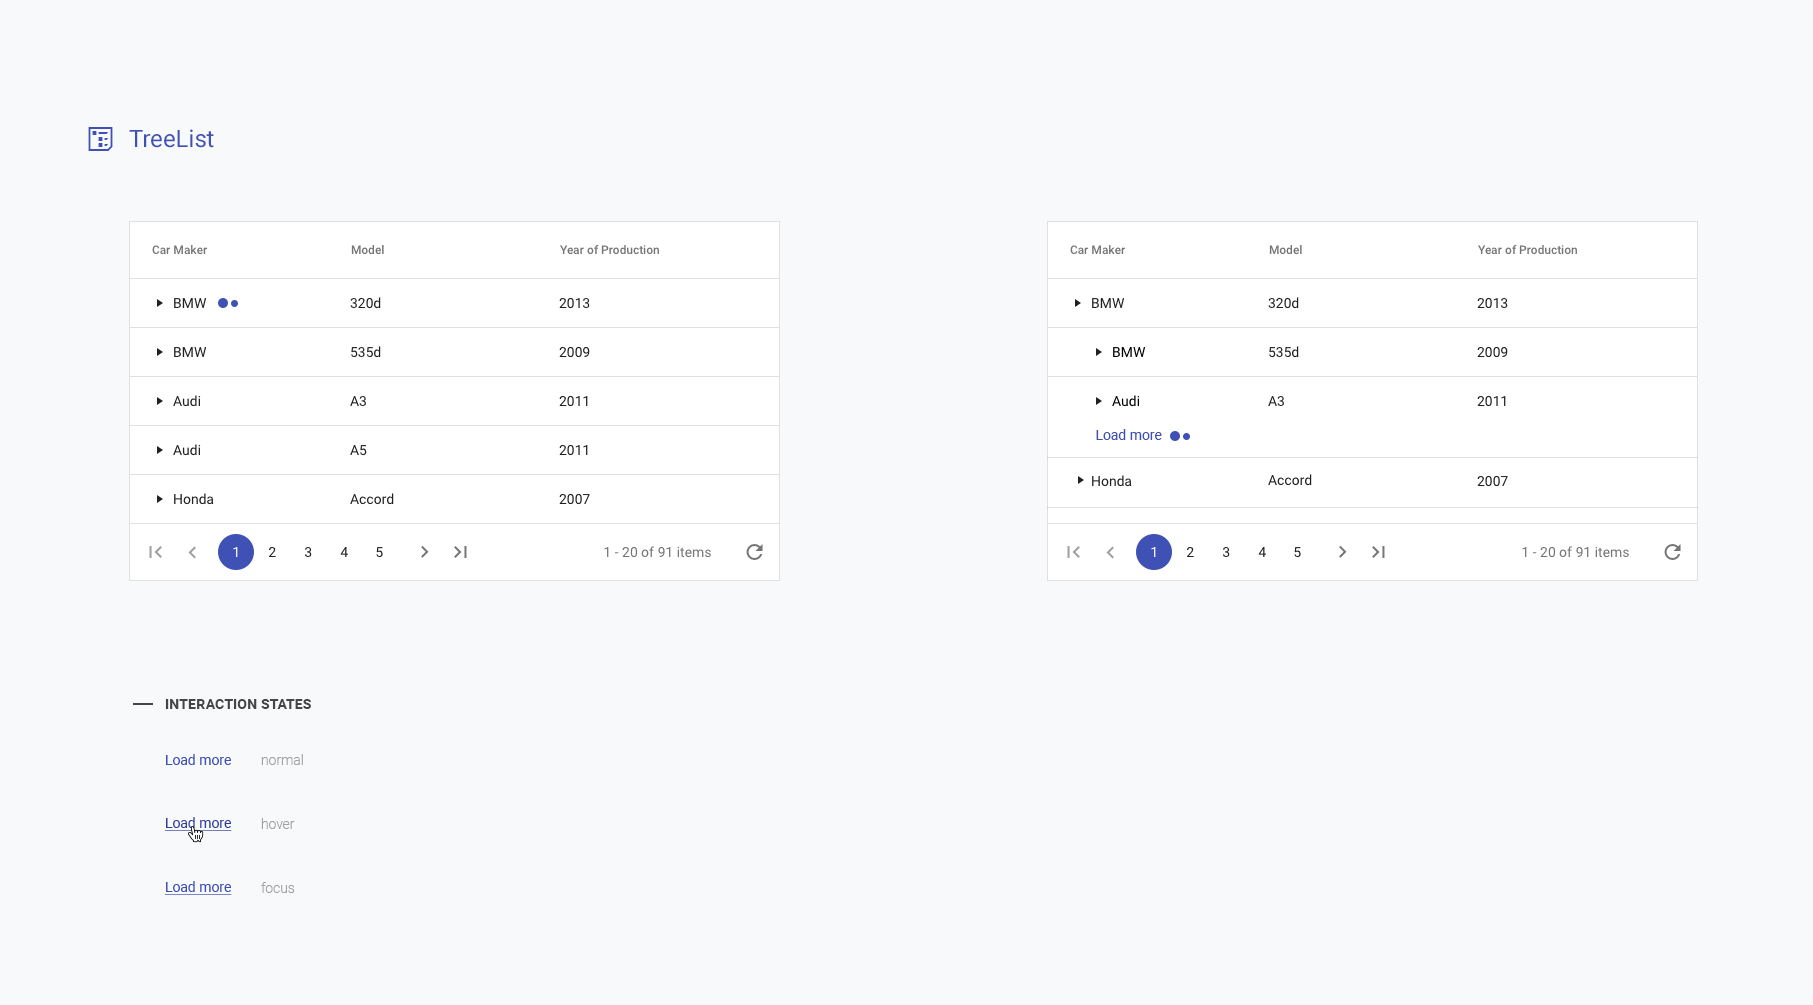 TreeList
Car Maker Model Year of Production
BMW 320d 2013
BMW 535d 2009
Audi A3 2011
Audi A5 2011
Honda Accord 2007
1 2 3 4 5 1 - 20 of 91 items
Car Maker Model Year of Production
BMW 320d 2013
BMW 535d 2009
Audi A3 2011
Load more
Honda Accord 2007
1 2 3 4 5 1 - 20 of 91 items
INTERACTION STATES
Load more normal
Load more hover
Load more focus